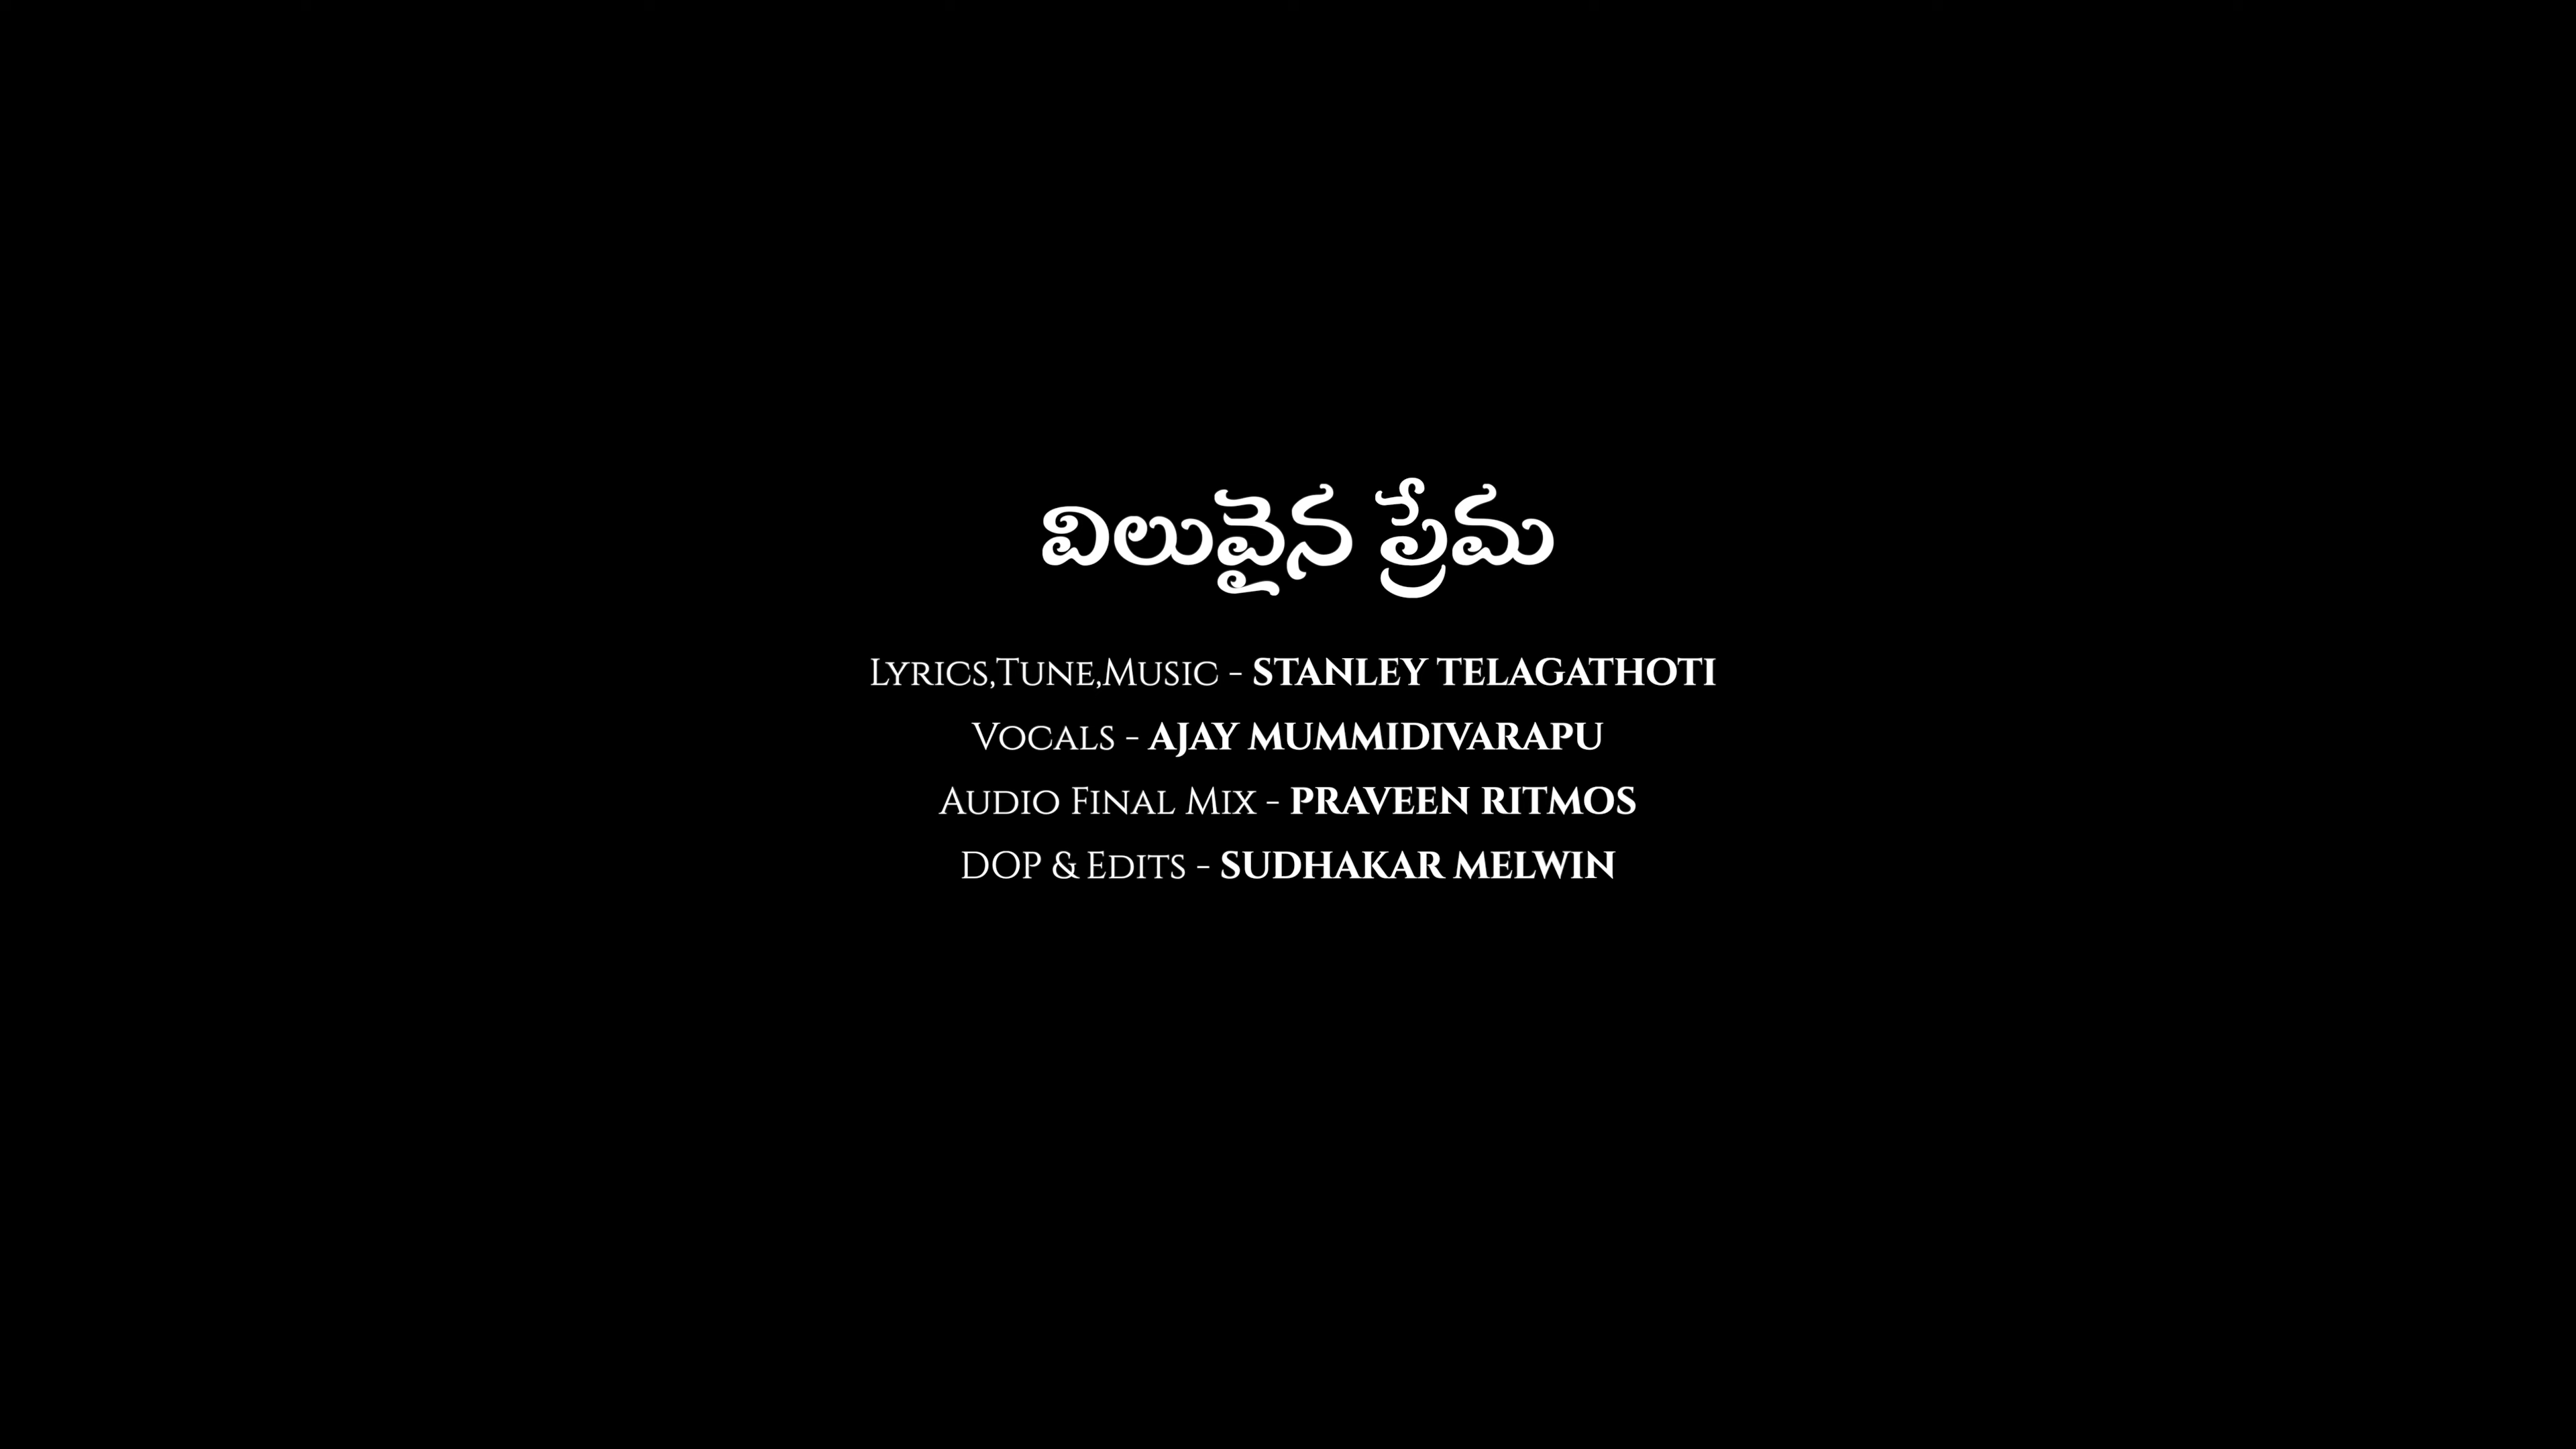 విలువైన ప్రేమ
Lyrics,Tune,Music - STANLEY TELAGATHOTI
Vocals - AJAY MUMMIDIVARAPU
Audio Final Mix - PRAVEEN RITMOS
DOP & Edits - SUDHAKAR MELWIN